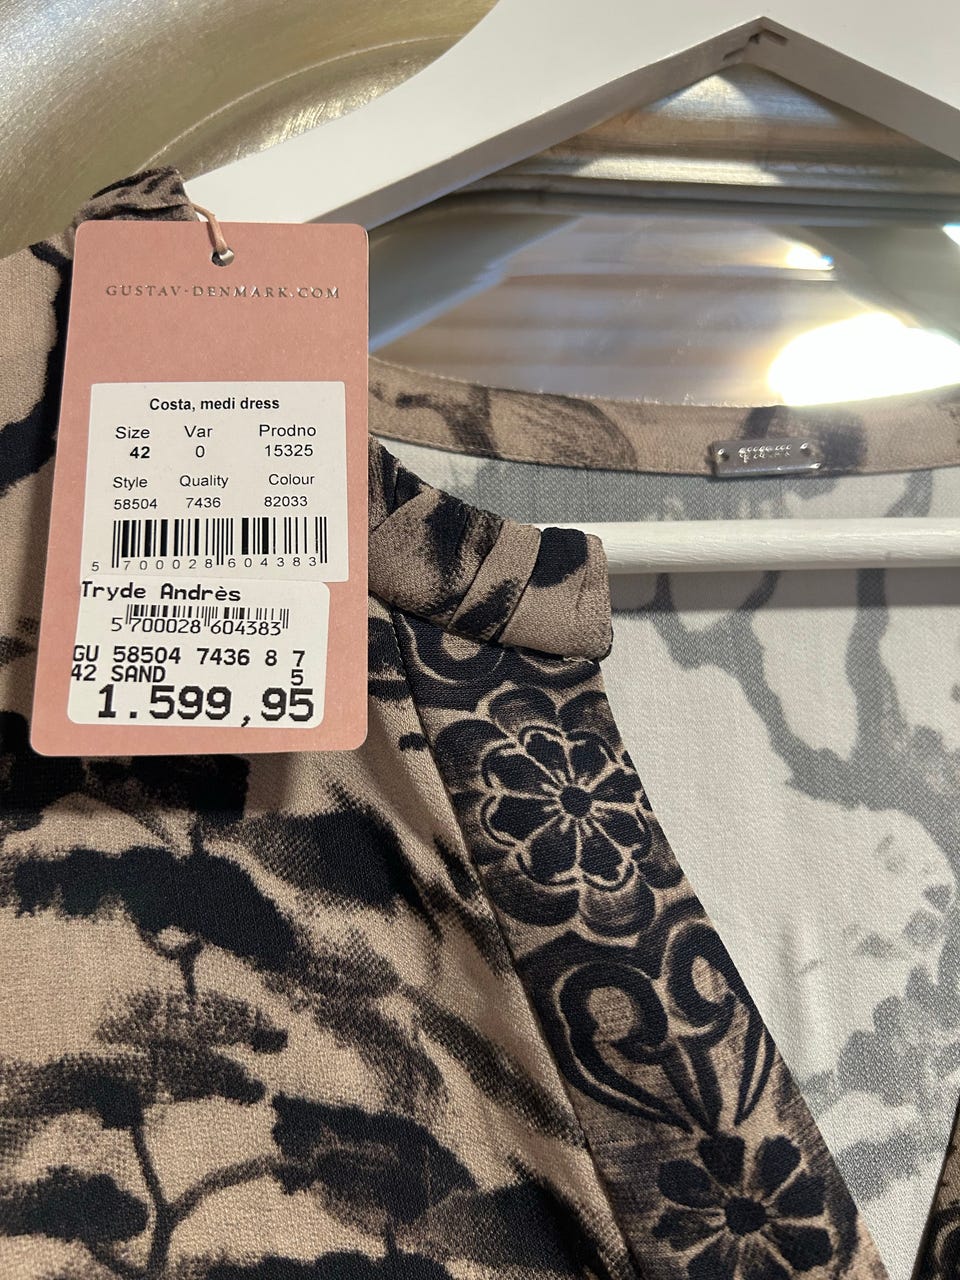 GUSTAV·DENMARK.COM
Costa, medi dress
Size Var Prodno
42 0 15325
Style Quality Colour
58504 7436 82033
5 700028 604383
Tryde Andrès
5 700028 604383
GU 58504 7436 8 7
42 SAND 5
1.599,95